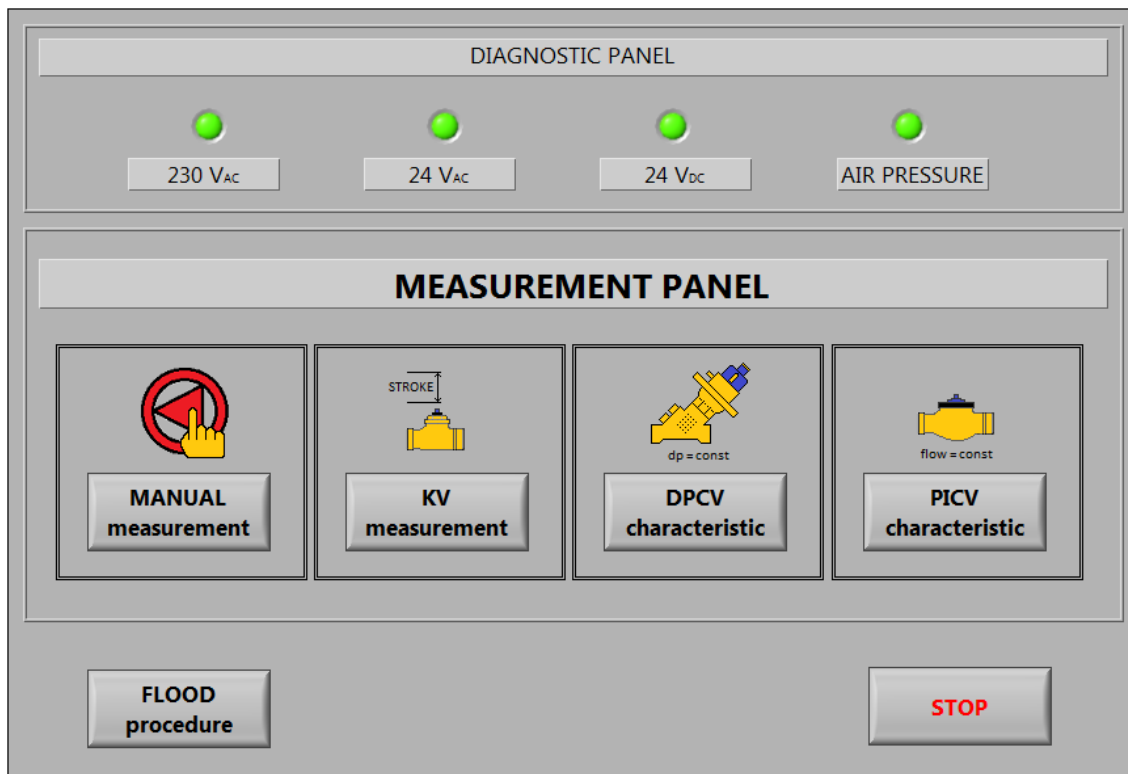 DIAGNOSTIC PANEL
230 VAC
24 VAC
24 VDC
AIR PRESSURE
MEASUREMENT PANEL
STROKE
dp = const
flow = const
MANUAL
measurement
KV
measurement
DPCV
characteristic
PICV
characteristic
FLOOD
procedure
STOP